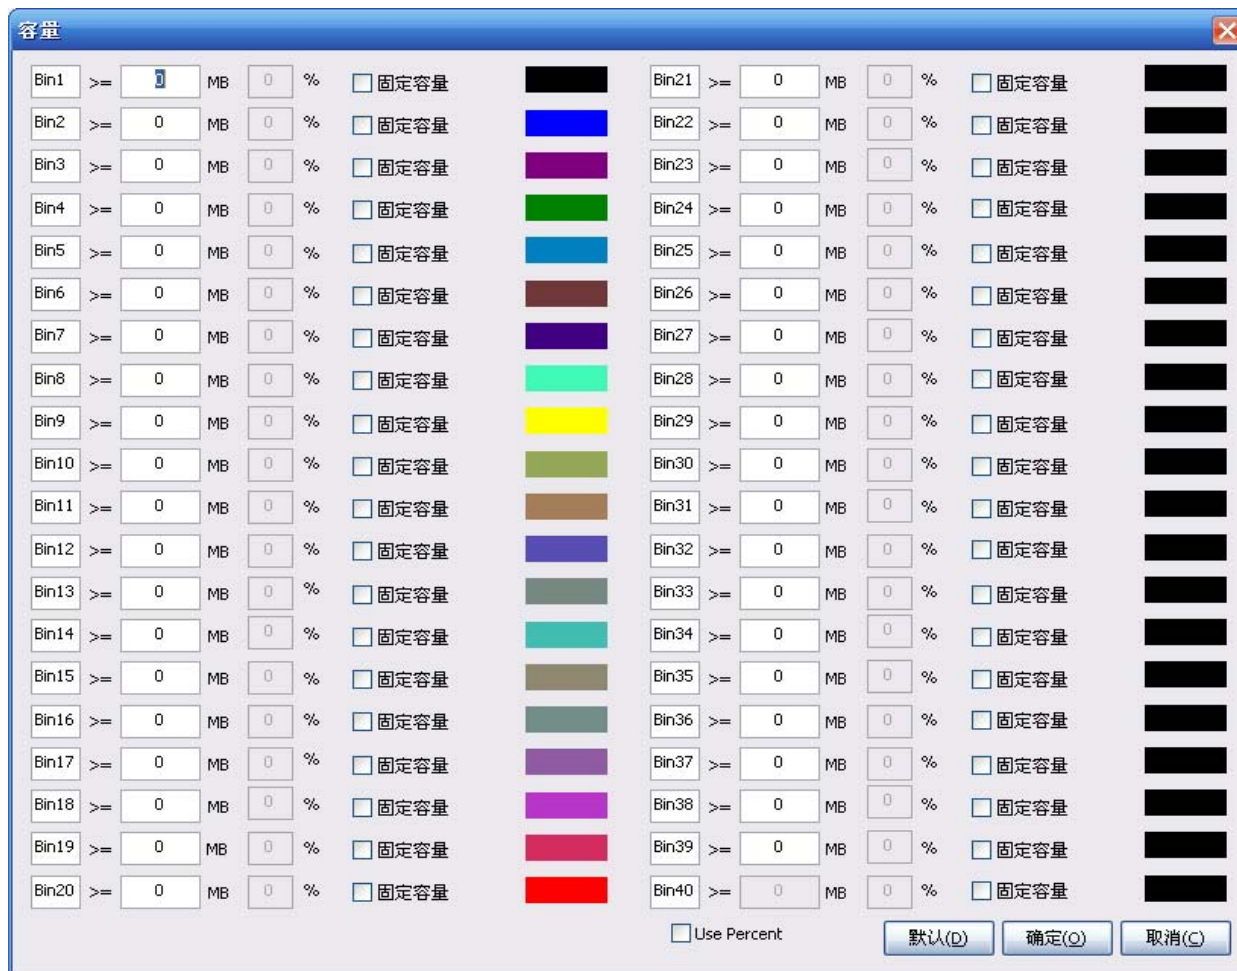 容量
Bin1 >= 0 MB 0 % 固定容量 Bin21 >= 0 MB 0 % 固定容量
Bin2 >= 0 MB 0 % 固定容量 Bin22 >= 0 MB 0 % 固定容量
Bin3 >= 0 MB 0 % 固定容量 Bin23 >= 0 MB 0 % 固定容量
Bin4 >= 0 MB 0 % 固定容量 Bin24 >= 0 MB 0 % 固定容量
Bin5 >= 0 MB 0 % 固定容量 Bin25 >= 0 MB 0 % 固定容量
Bin6 >= 0 MB 0 % 固定容量 Bin26 >= 0 MB 0 % 固定容量
Bin7 >= 0 MB 0 % 固定容量 Bin27 >= 0 MB 0 % 固定容量
Bin8 >= 0 MB 0 % 固定容量 Bin28 >= 0 MB 0 % 固定容量
Bin9 >= 0 MB 0 % 固定容量 Bin29 >= 0 MB 0 % 固定容量
Bin10 >= 0 MB 0 % 固定容量 Bin30 >= 0 MB 0 % 固定容量
Bin11 >= 0 MB 0 % 固定容量 Bin31 >= 0 MB 0 % 固定容量
Bin12 >= 0 MB 0 % 固定容量 Bin32 >= 0 MB 0 % 固定容量
Bin13 >= 0 MB 0 % 固定容量 Bin33 >= 0 MB 0 % 固定容量
Bin14 >= 0 MB 0 % 固定容量 Bin34 >= 0 MB 0 % 固定容量
Bin15 >= 0 MB 0 % 固定容量 Bin35 >= 0 MB 0 % 固定容量
Bin16 >= 0 MB 0 % 固定容量 Bin36 >= 0 MB 0 % 固定容量
Bin17 >= 0 MB 0 % 固定容量 Bin37 >= 0 MB 0 % 固定容量
Bin18 >= 0 MB 0 % 固定容量 Bin38 >= 0 MB 0 % 固定容量
Bin19 >= 0 MB 0 % 固定容量 Bin39 >= 0 MB 0 % 固定容量
Bin20 >= 0 MB 0 % 固定容量 Bin40 >= 0 MB 0 % 固定容量
Use Percent 默认(D) 确定(O) 取消(C)